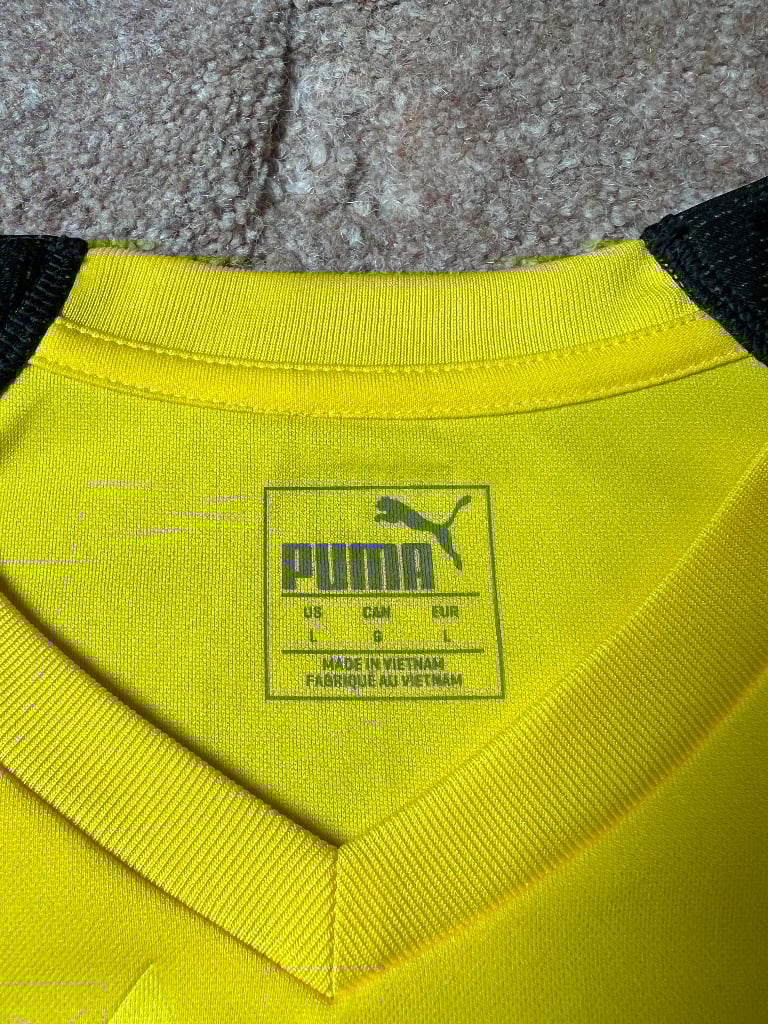 PUMA
US CAN EUR
L G L
MADE IN VIETNAM
FABRIQUÉ AU VIETNAM